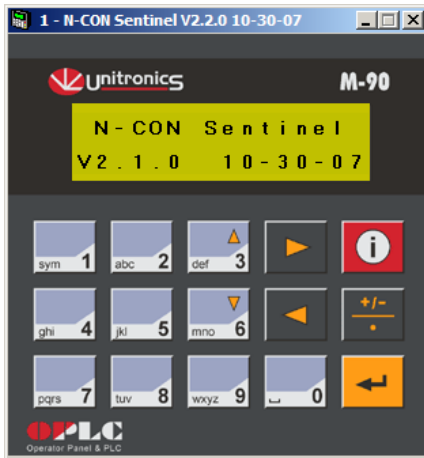 1 - N-CON Sentinel V2.2.0 10-30-07
unitronics
M-90
N-CON Sentinel
V2.1.0 10-30-07
sym 1
abc 2
def 3
i
ghi 4
jkl 5
mno 6
+/-
.
pqrs 7
tuv 8
wxyz 9
⎵ 0
OPLC
Operator Panel & PLC